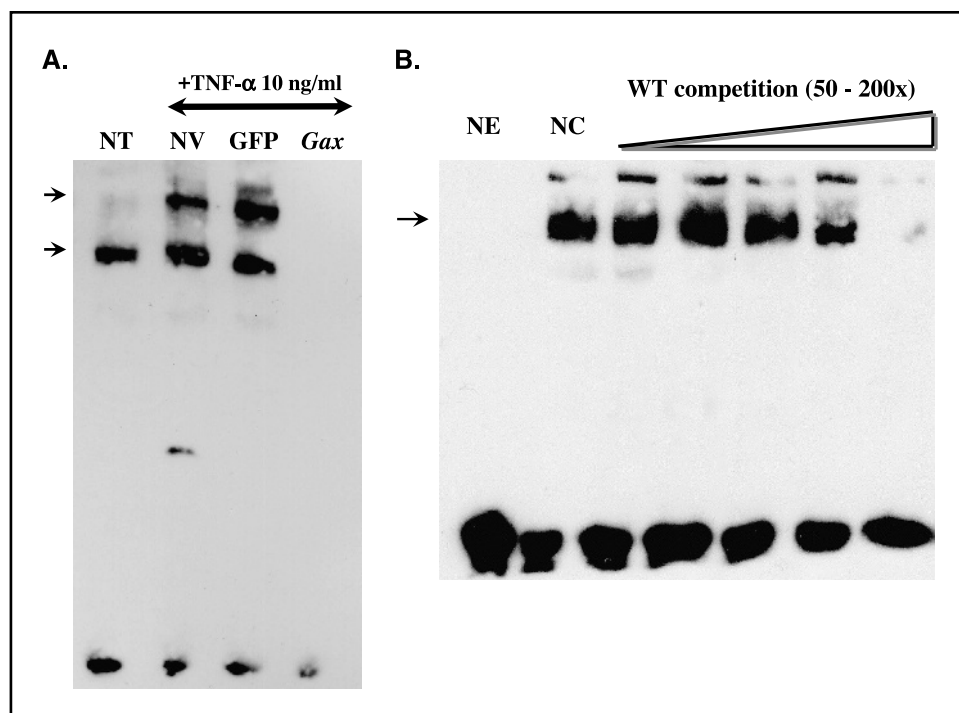 A.
+TNF-α 10 ng/ml
NT NV GFP Gax
B.
WT competition (50 - 200x)
NE NC